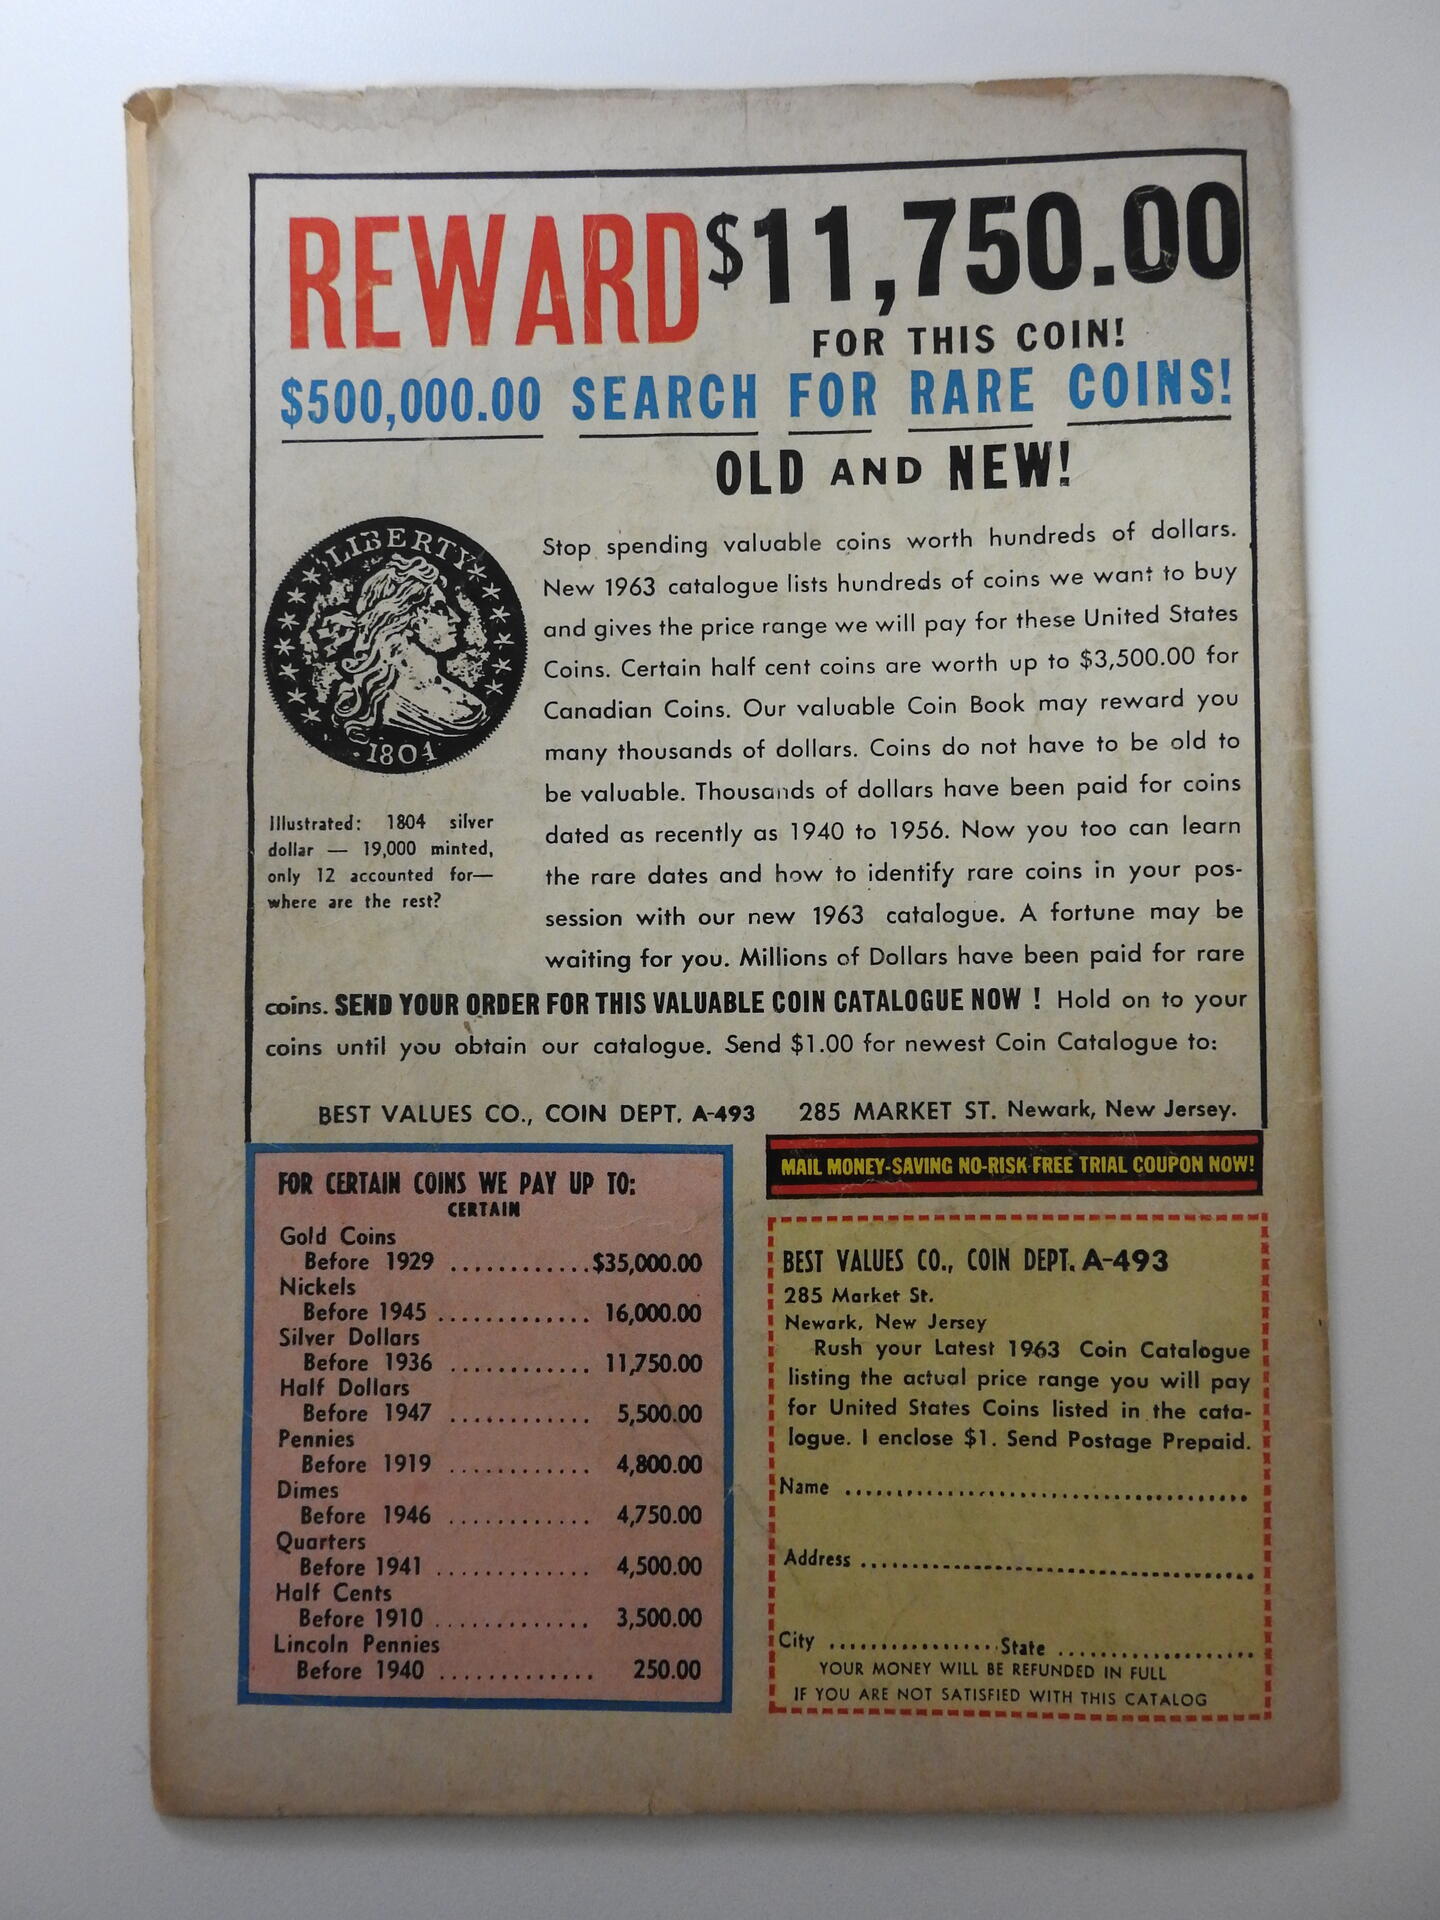 REWARD $11,750.00
FOR THIS COIN!
$500,000.00 SEARCH FOR RARE COINS!
OLD AND NEW!
LIBERTY
1804
Illustrated: 1804 silver
dollar — 19,000 minted,
only 12 accounted for—
where are the rest?
Stop spending valuable coins worth hundreds of dollars.
New 1963 catalogue lists hundreds of coins we want to buy
and gives the price range we will pay for these United States
Coins. Certain half cent coins are worth up to $3,500.00 for
Canadian Coins. Our valuable Coin Book may reward you
many thousands of dollars. Coins do not have to be old to
be valuable. Thousands of dollars have been paid for coins
dated as recently as 1940 to 1956. Now you too can learn
the rare dates and how to identify rare coins in your pos-
session with our new 1963 catalogue. A fortune may be
waiting for you. Millions of Dollars have been paid for rare
coins. SEND YOUR ORDER FOR THIS VALUABLE COIN CATALOGUE NOW ! Hold on to your
coins until you obtain our catalogue. Send $1.00 for newest Coin Catalogue to:
BEST VALUES CO., COIN DEPT. A-493 285 MARKET ST. Newark, New Jersey.
FOR CERTAIN COINS WE PAY UP TO:
CERTAIN
Gold Coins
Before 1929 ............$35,000.00
Nickels
Before 1945 ............. 16,000.00
Silver Dollars
Before 1936 ............ 11,750.00
Half Dollars
Before 1947 ............ 5,500.00
Pennies
Before 1919 ............ 4,800.00
Dimes
Before 1946 ............ 4,750.00
Quarters
Before 1941 ............. 4,500.00
Half Cents
Before 1910 ............. 3,500.00
Lincoln Pennies
Before 1940 ............. 250.00
MAIL MONEY-SAVING NO-RISK FREE TRIAL COUPON NOW!
BEST VALUES CO., COIN DEPT. A-493
285 Market St.
Newark, New Jersey
Rush your Latest 1963 Coin Catalogue
listing the actual price range you will pay
for United States Coins listed in the cata-
logue. I enclose $1. Send Postage Prepaid.
Name ........................................
Address .......................................
City .................State ....................
YOUR MONEY WILL BE REFUNDED IN FULL
IF YOU ARE NOT SATISFIED WITH THIS CATALOG